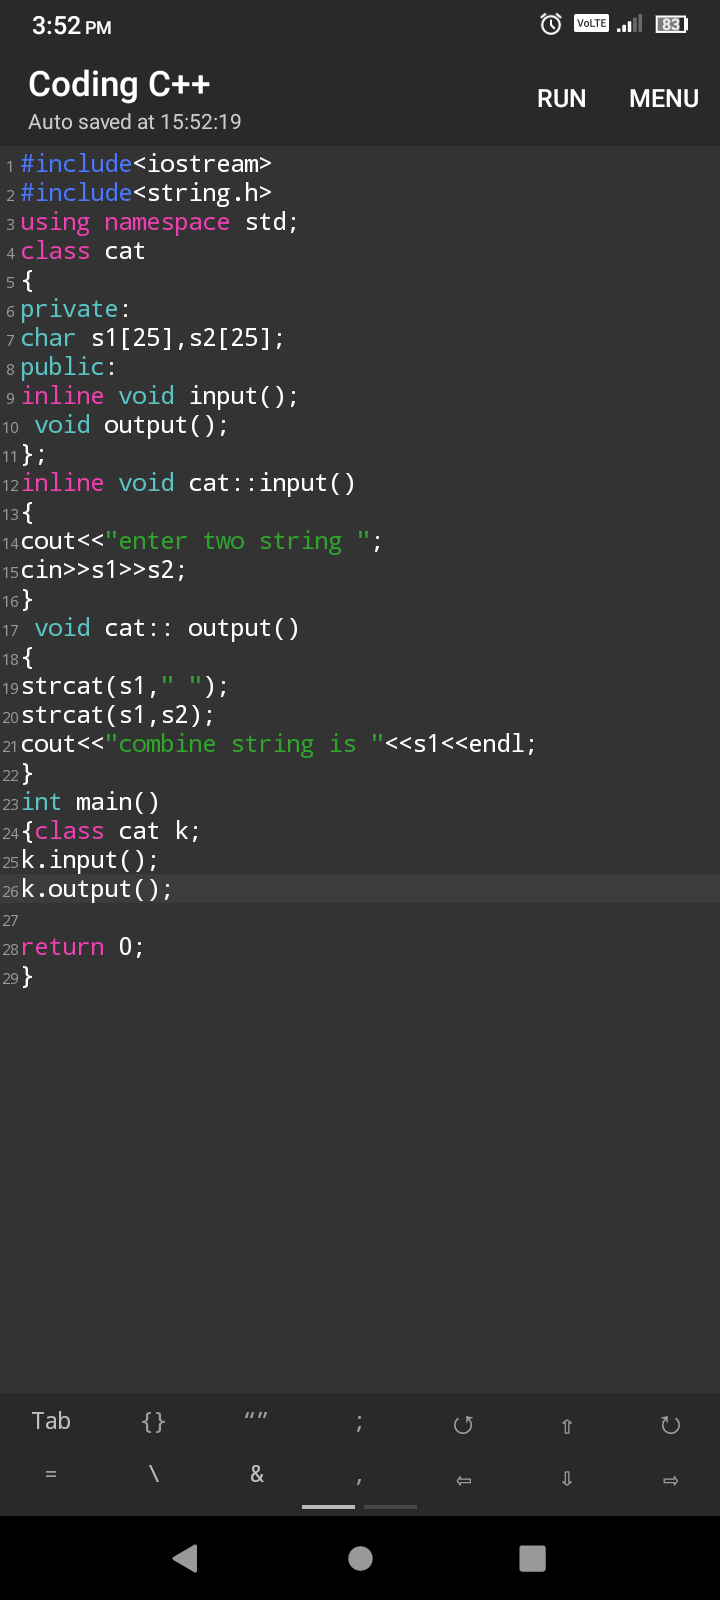 3:52 PM
VoLTE
83
Coding C++
RUN MENU
Auto saved at 15:52:19
1 #include<iostream>
2 #include<string.h>
3 using namespace std;
4 class cat
5 {
6 private:
7 char s1[25],s2[25];
8 public:
9 inline void input();
10  void output();
11 };
12 inline void cat::input()
13 {
14 cout<<"enter two string ";
15 cin>>s1>>s2;
16 }
17  void cat:: output()
18 {
19 strcat(s1," ");
20 strcat(s1,s2);
21 cout<<"combine string is "<<s1<<endl;
22 }
23 int main()
24 {class cat k;
25 k.input();
26 k.output();
27
28 return 0;
29 }
Tab {} “” ; ↺ ⇧ ↻
= \ & , ⇦ ⇩ ⇨